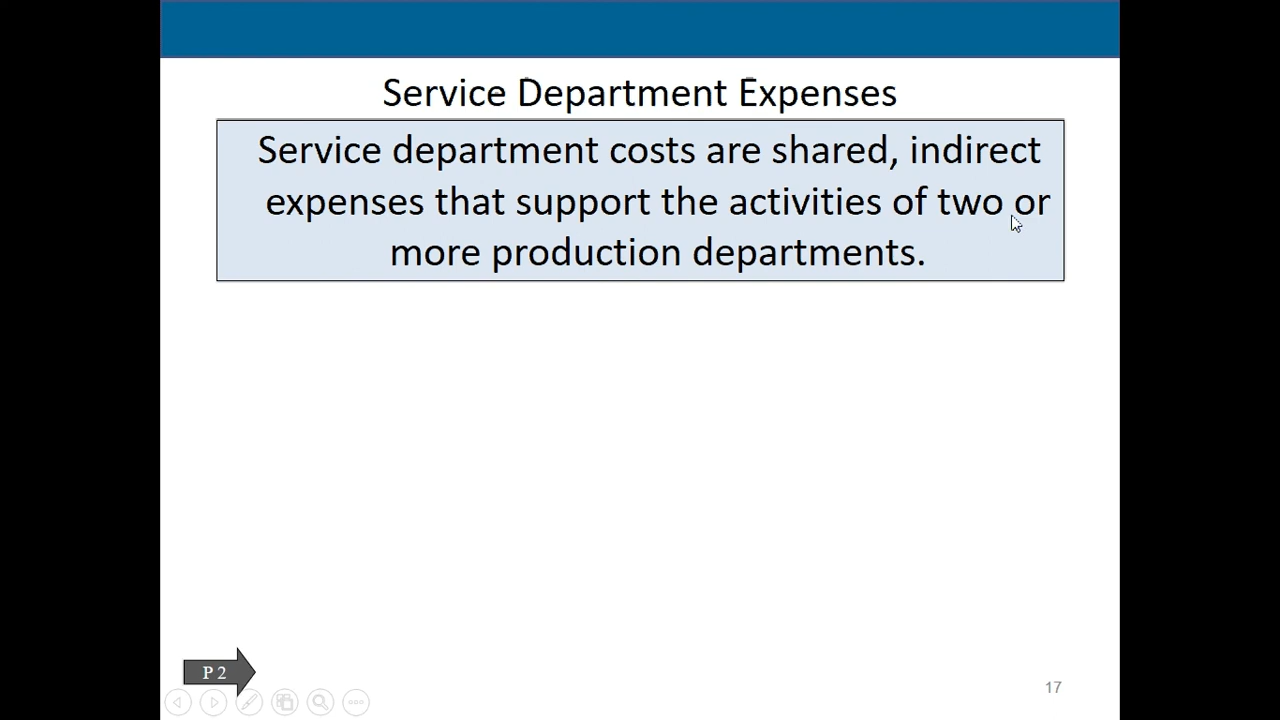 Service Department Expenses
Service department costs are shared, indirect
expenses that support the activities of two or
more production departments.
P 2
17